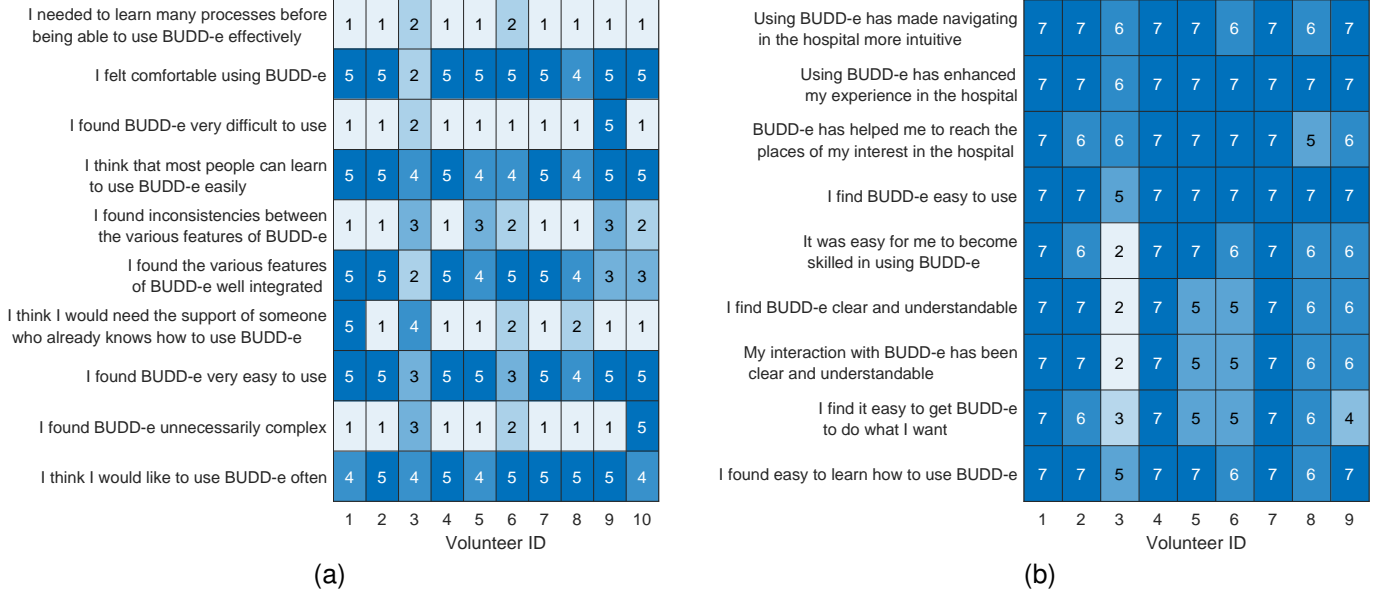 I needed to learn many processes before
being able to use BUDD-e effectively
1 1 2 1 1 2 1 1 1 1
I felt comfortable using BUDD-e
5 5 2 5 5 5 5 4 5 5
I found BUDD-e very difficult to use
1 1 2 1 1 1 1 1 5 1
I think that most people can learn
to use BUDD-e easily
5 5 4 5 4 4 5 4 5 5
I found inconsistencies between
the various features of BUDD-e
1 1 3 1 3 2 1 1 3 2
I found the various features
of BUDD-e well integrated
5 5 2 5 4 5 5 4 3 3
I think I would need the support of someone
who already knows how to use BUDD-e
5 1 4 1 1 2 1 2 1 1
I found BUDD-e very easy to use
5 5 3 5 5 3 5 4 5 5
I found BUDD-e unnecessarily complex
1 1 3 1 1 2 1 1 1 5
I think I would like to use BUDD-e often
4 5 4 5 4 5 5 5 5 4
1 2 3 4 5 6 7 8 9 10
Volunteer ID
(a)
Using BUDD-e has made navigating
in the hospital more intuitive
7 7 6 7 7 6 7 6 7
Using BUDD-e has enhanced
my experience in the hospital
7 7 6 7 7 7 7 7 7
BUDD-e has helped me to reach the
places of my interest in the hospital
7 6 6 7 7 7 7 5 6
I find BUDD-e easy to use
7 7 5 7 7 7 7 7 7
It was easy for me to become
skilled in using BUDD-e
7 6 2 7 7 6 7 6 6
I find BUDD-e clear and understandable
7 7 2 7 5 5 7 6 6
My interaction with BUDD-e has been
clear and understandable
7 7 2 7 5 5 7 6 6
I find it easy to get BUDD-e
to do what I want
7 6 3 7 5 5 7 6 4
I found easy to learn how to use BUDD-e
7 7 5 7 7 6 7 6 7
1 2 3 4 5 6 7 8 9
Volunteer ID
(b)